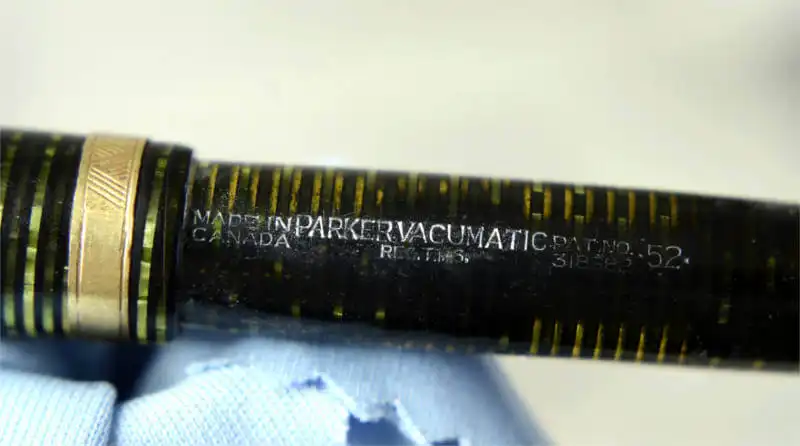 MADE IN PARKER VACUMATIC PAT. NO. ·52·
CANADA REG. T.M'S,